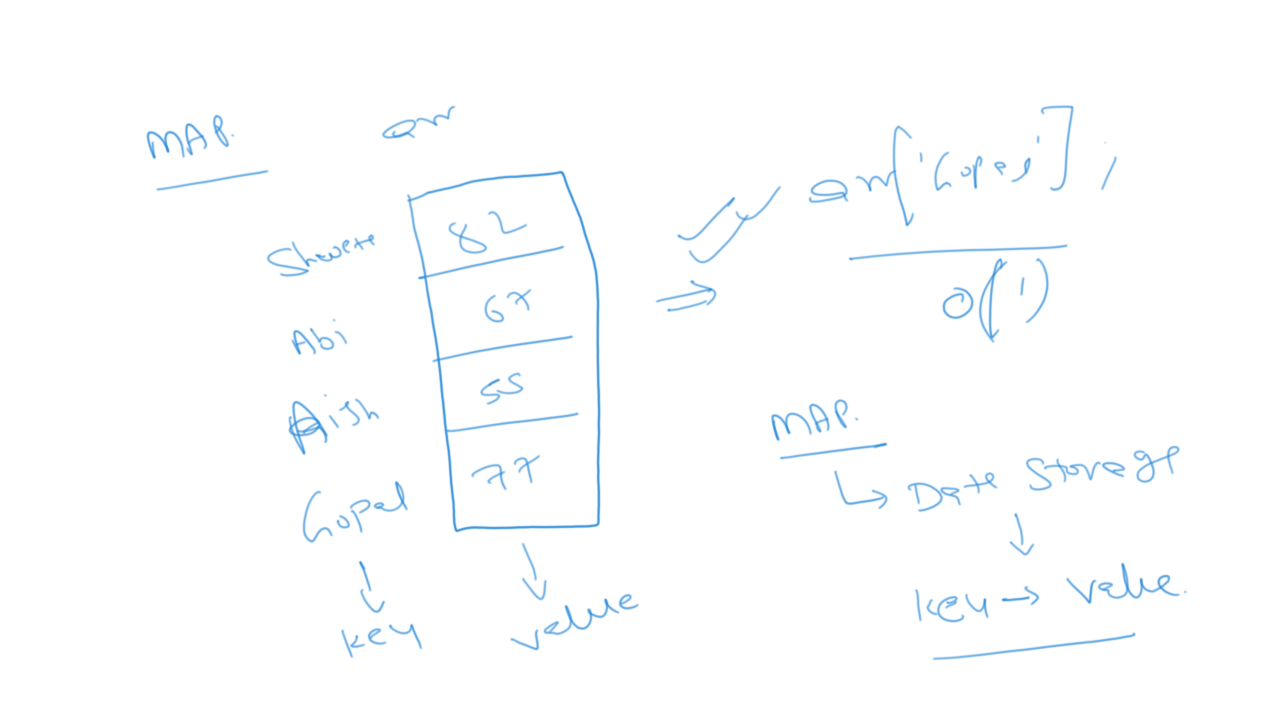 MAP.
arr
Shweta 82
Abi 67
Aish 55
Gopal 77
key value
arr['Gopal'];
O(1)
MAP.
Data Storage
key → value.